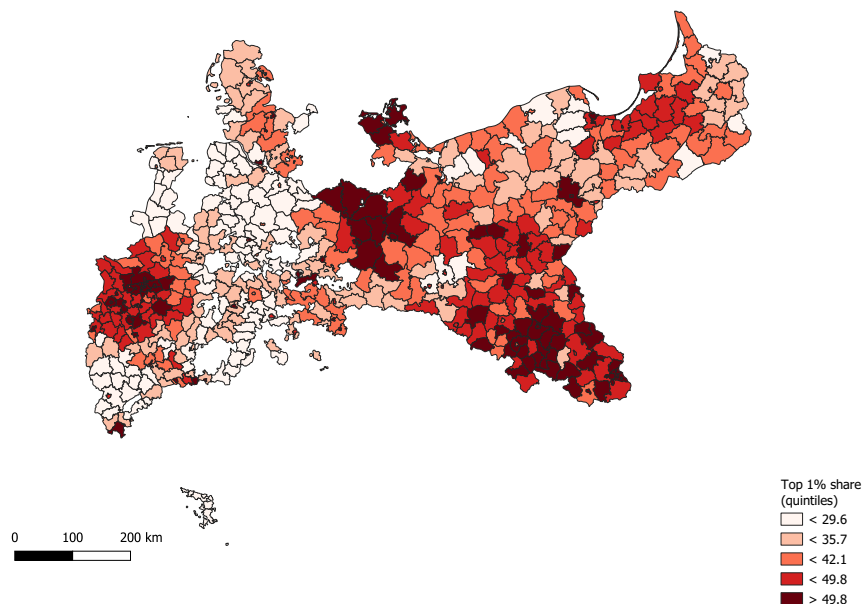 Top 1% share
(quintiles)
< 29.6
< 35.7
< 42.1
< 49.8
> 49.8
0 100 200 km